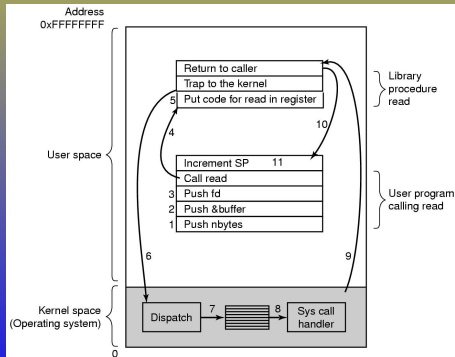 Address
0xFFFFFFFF
Return to caller
Trap to the kernel
5 Put code for read in register
Library
procedure
read
4
10
User space
Increment SP 11
Call read
3 Push fd
2 Push &buffer
1 Push nbytes
User program
calling read
6
9
Kernel space
(Operating system)
Dispatch
7
8
Sys call
handler
0